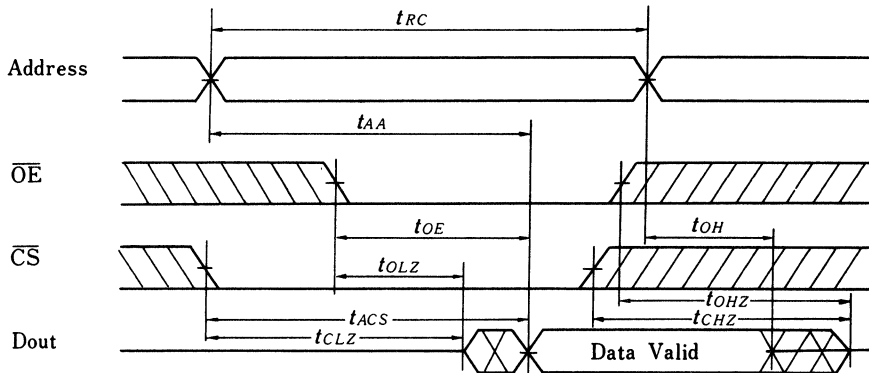 tRC
Address
tAA
OE
tOE
tOH
CS
tOLZ
tOHZ
tACS
tCHZ
tCLZ
Dout
Data Valid